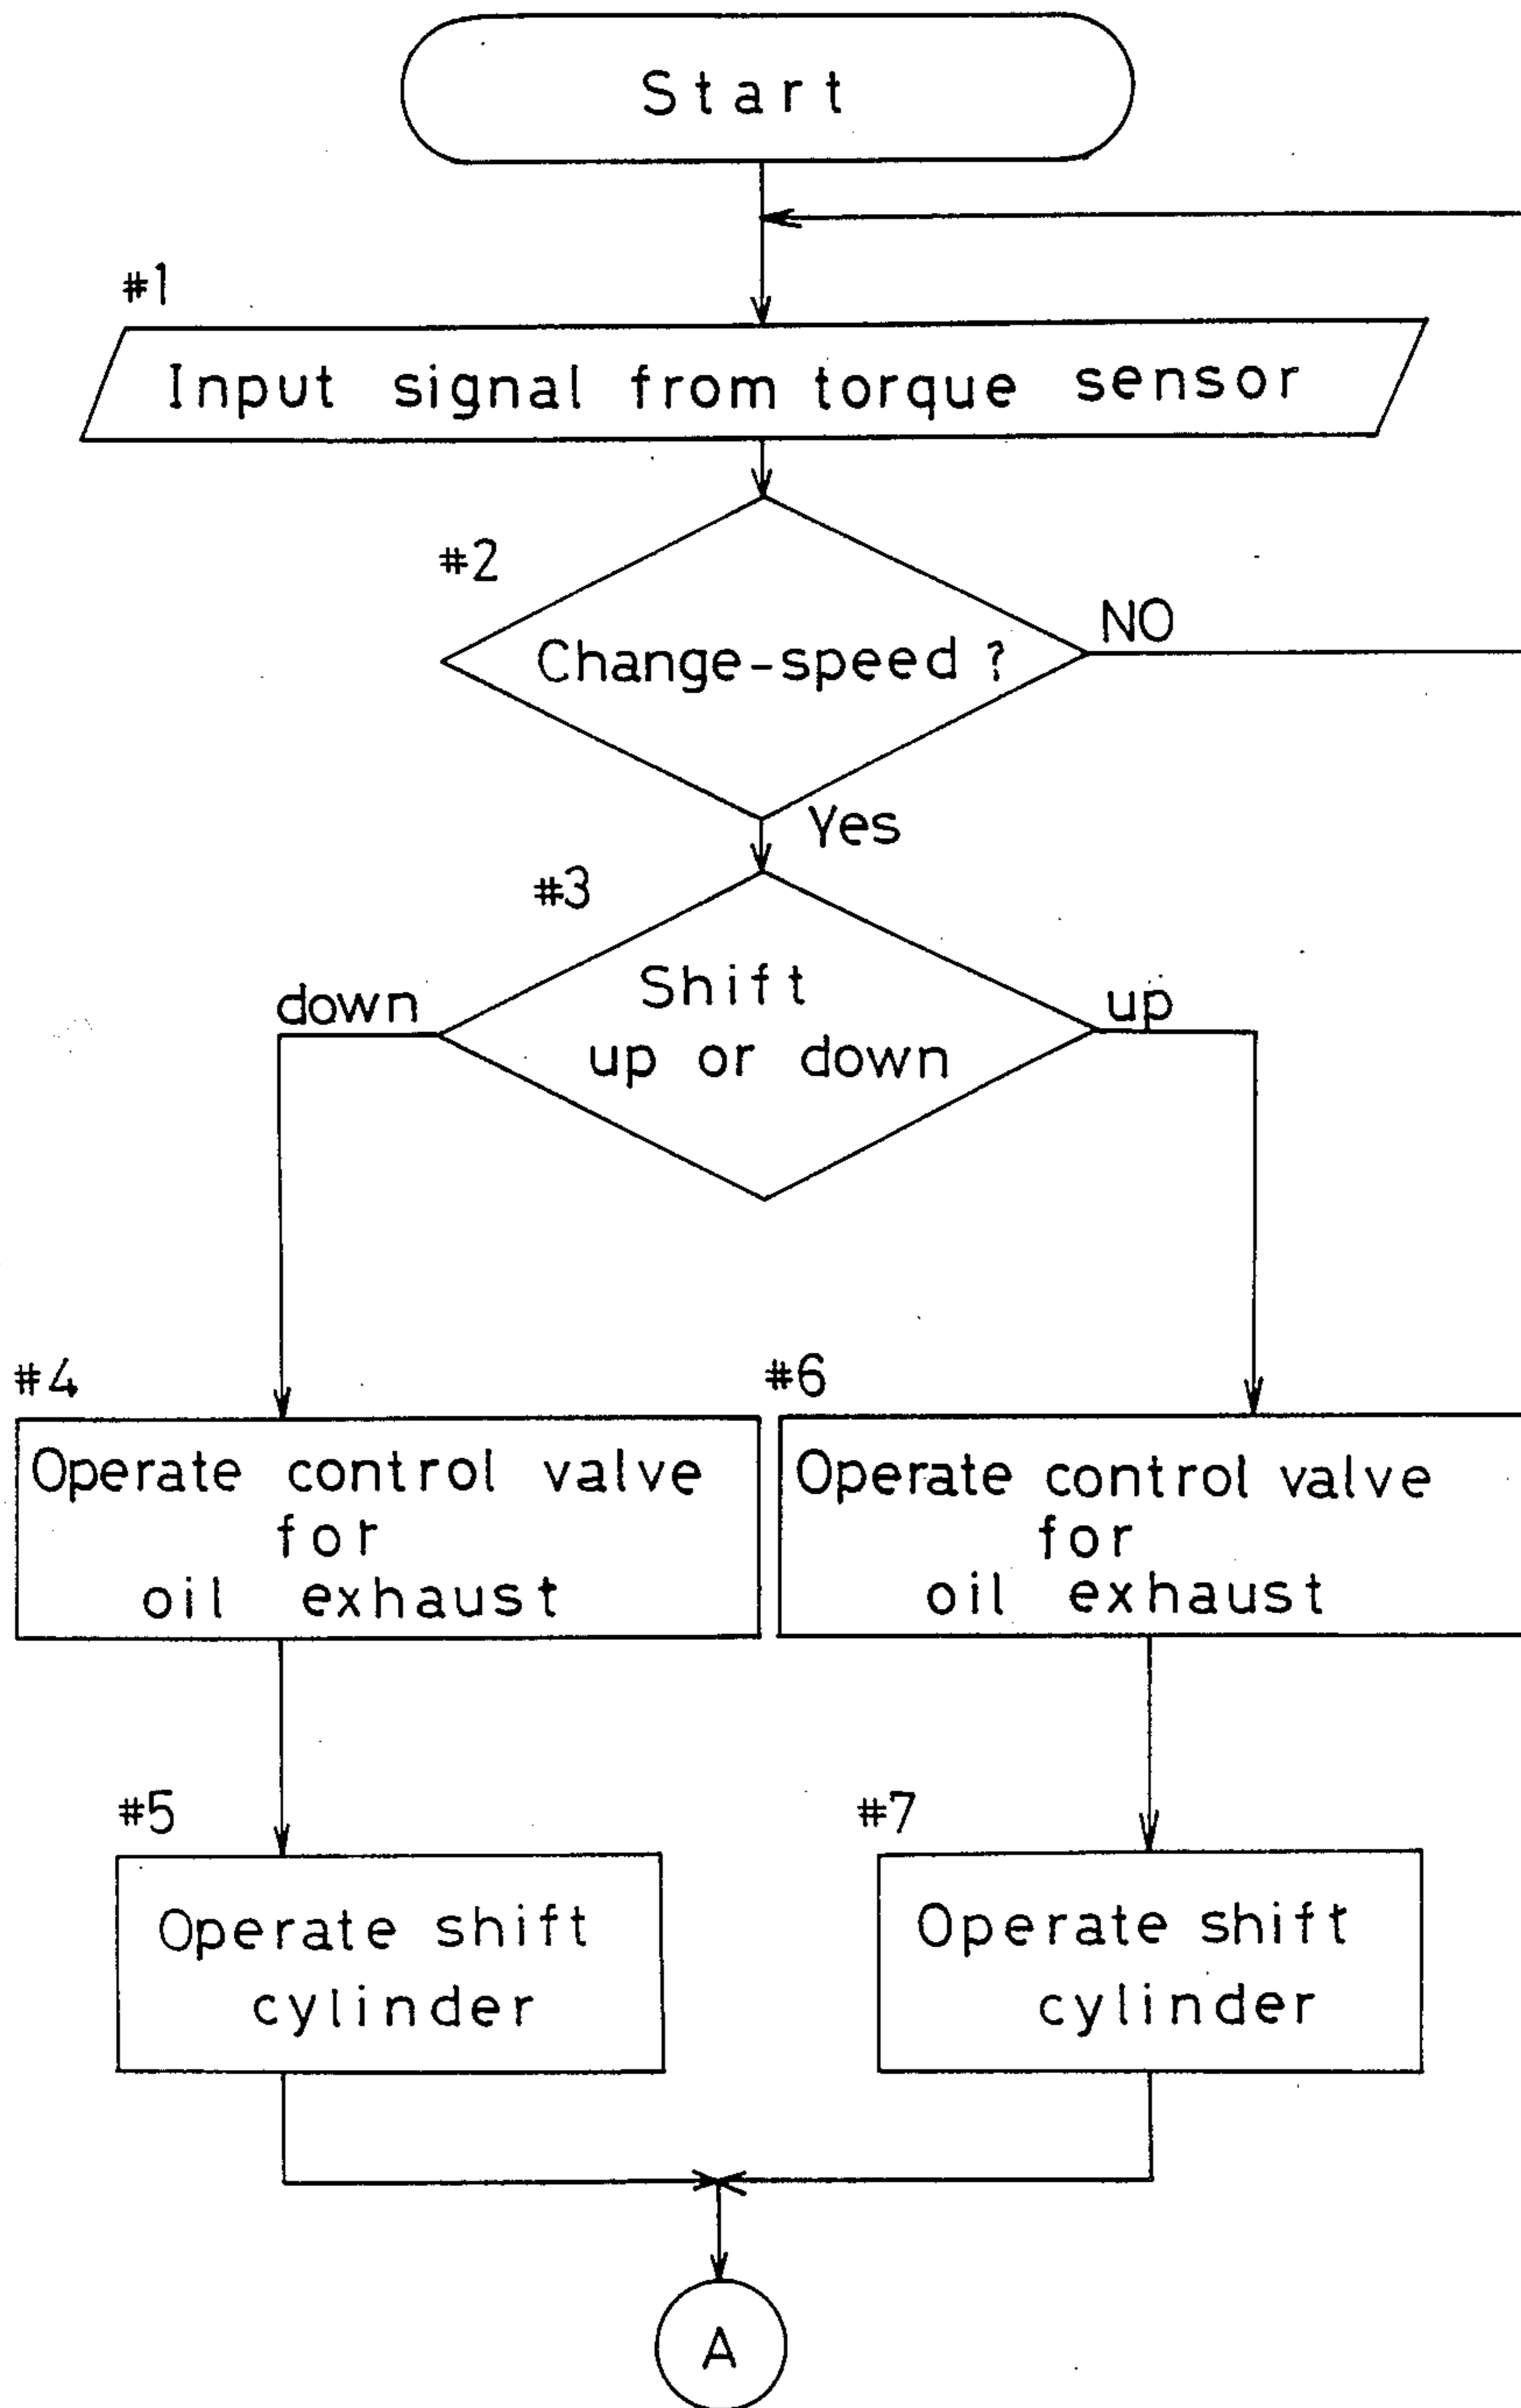 Start
#1
Input signal from torque sensor
#2
Change-speed ?
NO
Yes
#3
Shift
up or down
down
up
#4
Operate control valve
for
oil exhaust
#6
Operate control valve
for
oil exhaust
#5
Operate shift
cylinder
#7
Operate shift
cylinder
A